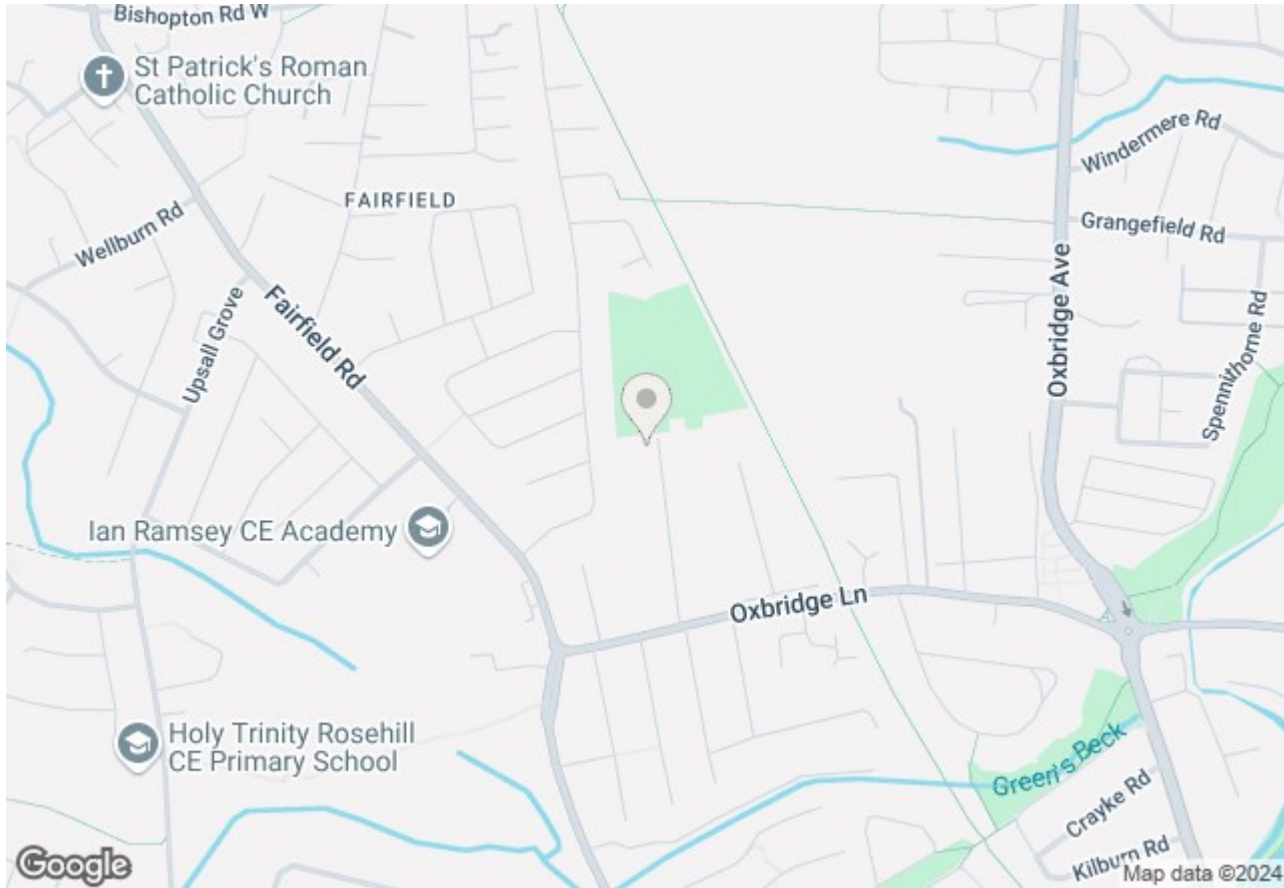 Bishopton Rd W
St Patrick's Roman
Catholic Church
Windermere Rd
FAIRFIELD
Wellburn Rd
Grangefield Rd
Upsall Grove
Fairfield Rd
Oxbridge Ave
Spennithorne Rd
Ian Ramsey CE Academy
Oxbridge Ln
Holy Trinity Rosehill
CE Primary School
Green's Beck
Crayke Rd
Kilburn Rd
Google
Map data ©2024